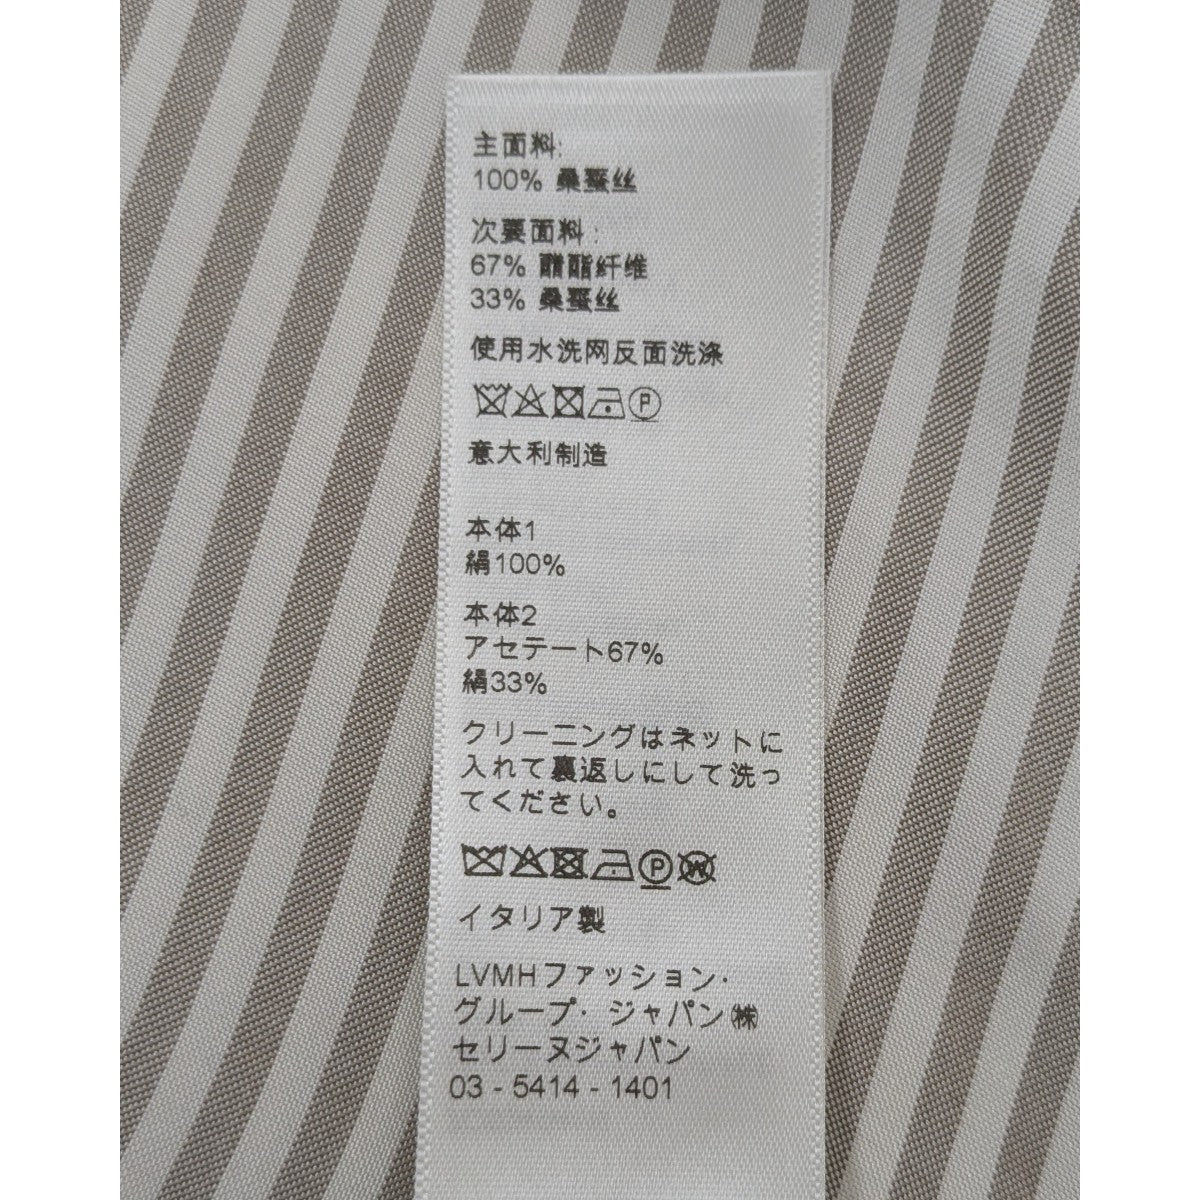 主面料:
100% 桑蚕丝
次要面料:
67% 醋酯纤维
33% 桑蚕丝
使用水洗网反面洗涤
P
意大利制造
本体1
絹100%
本体2
アセテート67%
絹33%
クリーニングはネットに
入れて裏返しにして洗っ
てください。
P W
イタリア製
LVMHファッション・
グループ・ジャパン㈱
セリーヌジャパン
03 - 5414 - 1401